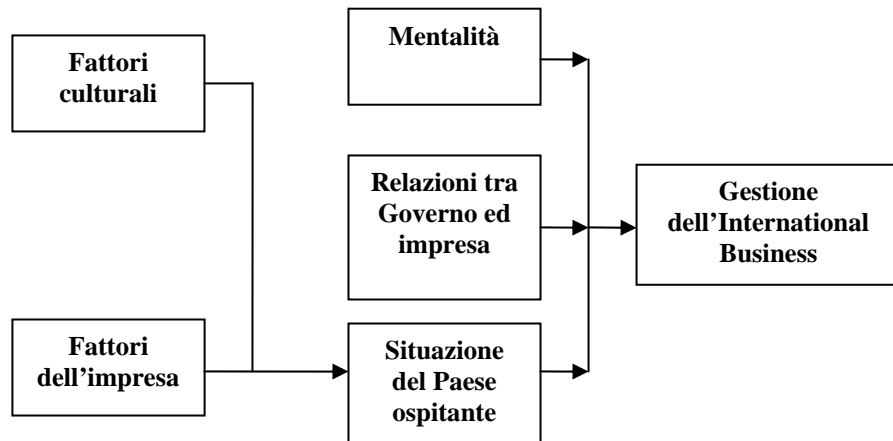 Fattori
culturali
Fattori
dell’impresa
Mentalità
Relazioni tra
Governo ed
impresa
Situazione
del Paese
ospitante
Gestione
dell’International
Business